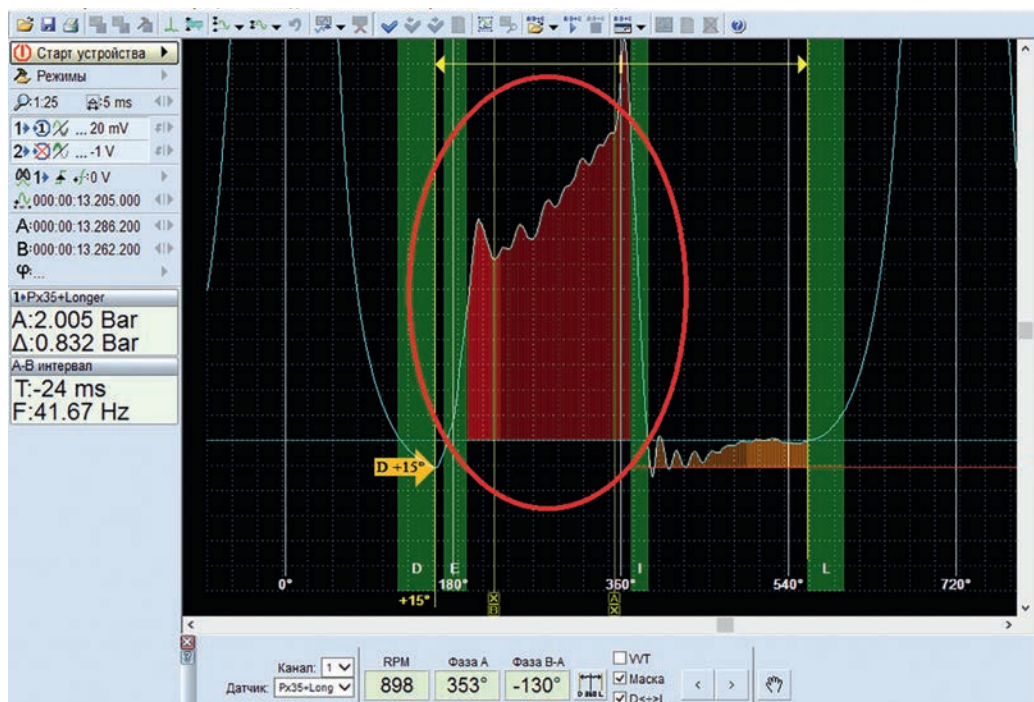 Старт устройства
Режимы
1:25 5 ms
1 1 ... 20 mV
2 ... -1 V
1 :0 V
000:00:13.205.000
A:000:00:13.286.200
B:000:00:13.262.200
φ:...
1 Px35+Longer
A:2.005 Bar
Δ:0.832 Bar
A-B интервал
T:-24 ms
F:41.67 Hz
D +15°
D E I L
0° 180° 360° 540° 720°
+15°
B A
Канал: 1 RPM Фаза A Фаза B-A VVT
Датчик: Px35+Long 898 353° -130° Маска
D<÷>L